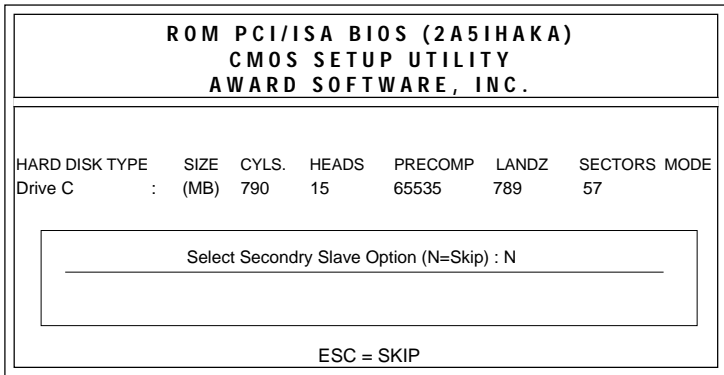 ROM PCI/ISA BIOS (2A5IHAKA)
CMOS SETUP UTILITY
AWARD SOFTWARE, INC.
HARD DISK TYPE SIZE CYLS. HEADS PRECOMP LANDZ SECTORS MODE
Drive C : (MB) 790 15 65535 789 57
Select Secondry Slave Option (N=Skip) : N
ESC = SKIP